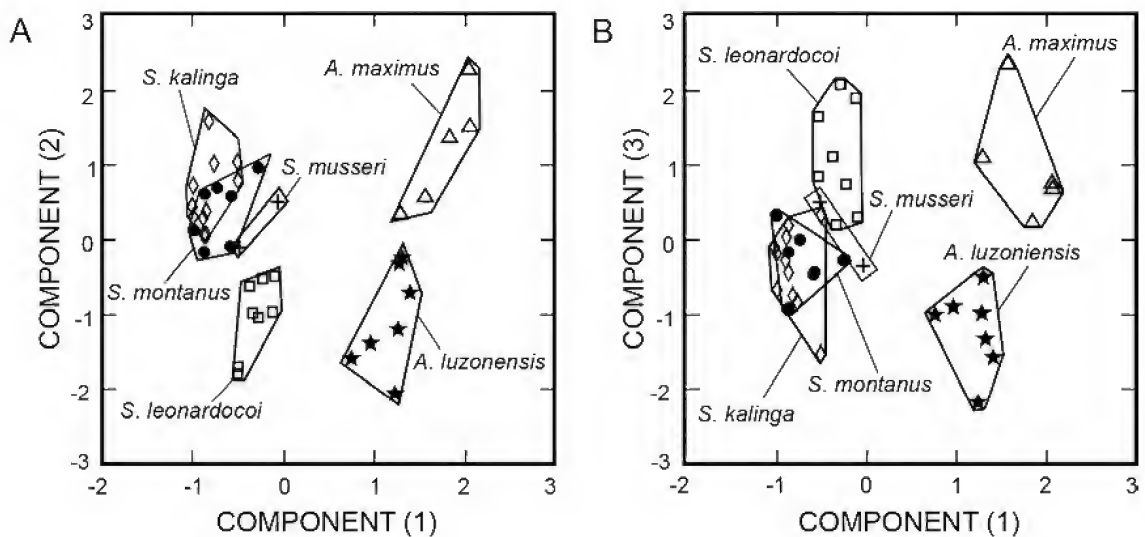 A
COMPONENT (2)
3
2
1
0
-1
-2
-3
-2
-1
0
1
2
3
COMPONENT (1)
S. kalinga
A. maximus
S. musseri
S. montanus
A. luzonensis
S. leonardocoi
B
COMPONENT (3)
3
2
1
0
-1
-2
-3
-2
-1
0
1
2
3
COMPONENT (1)
S. leonardocoi
A. maximus
S. musseri
A. luzoniensis
S. montanus
S. kalinga